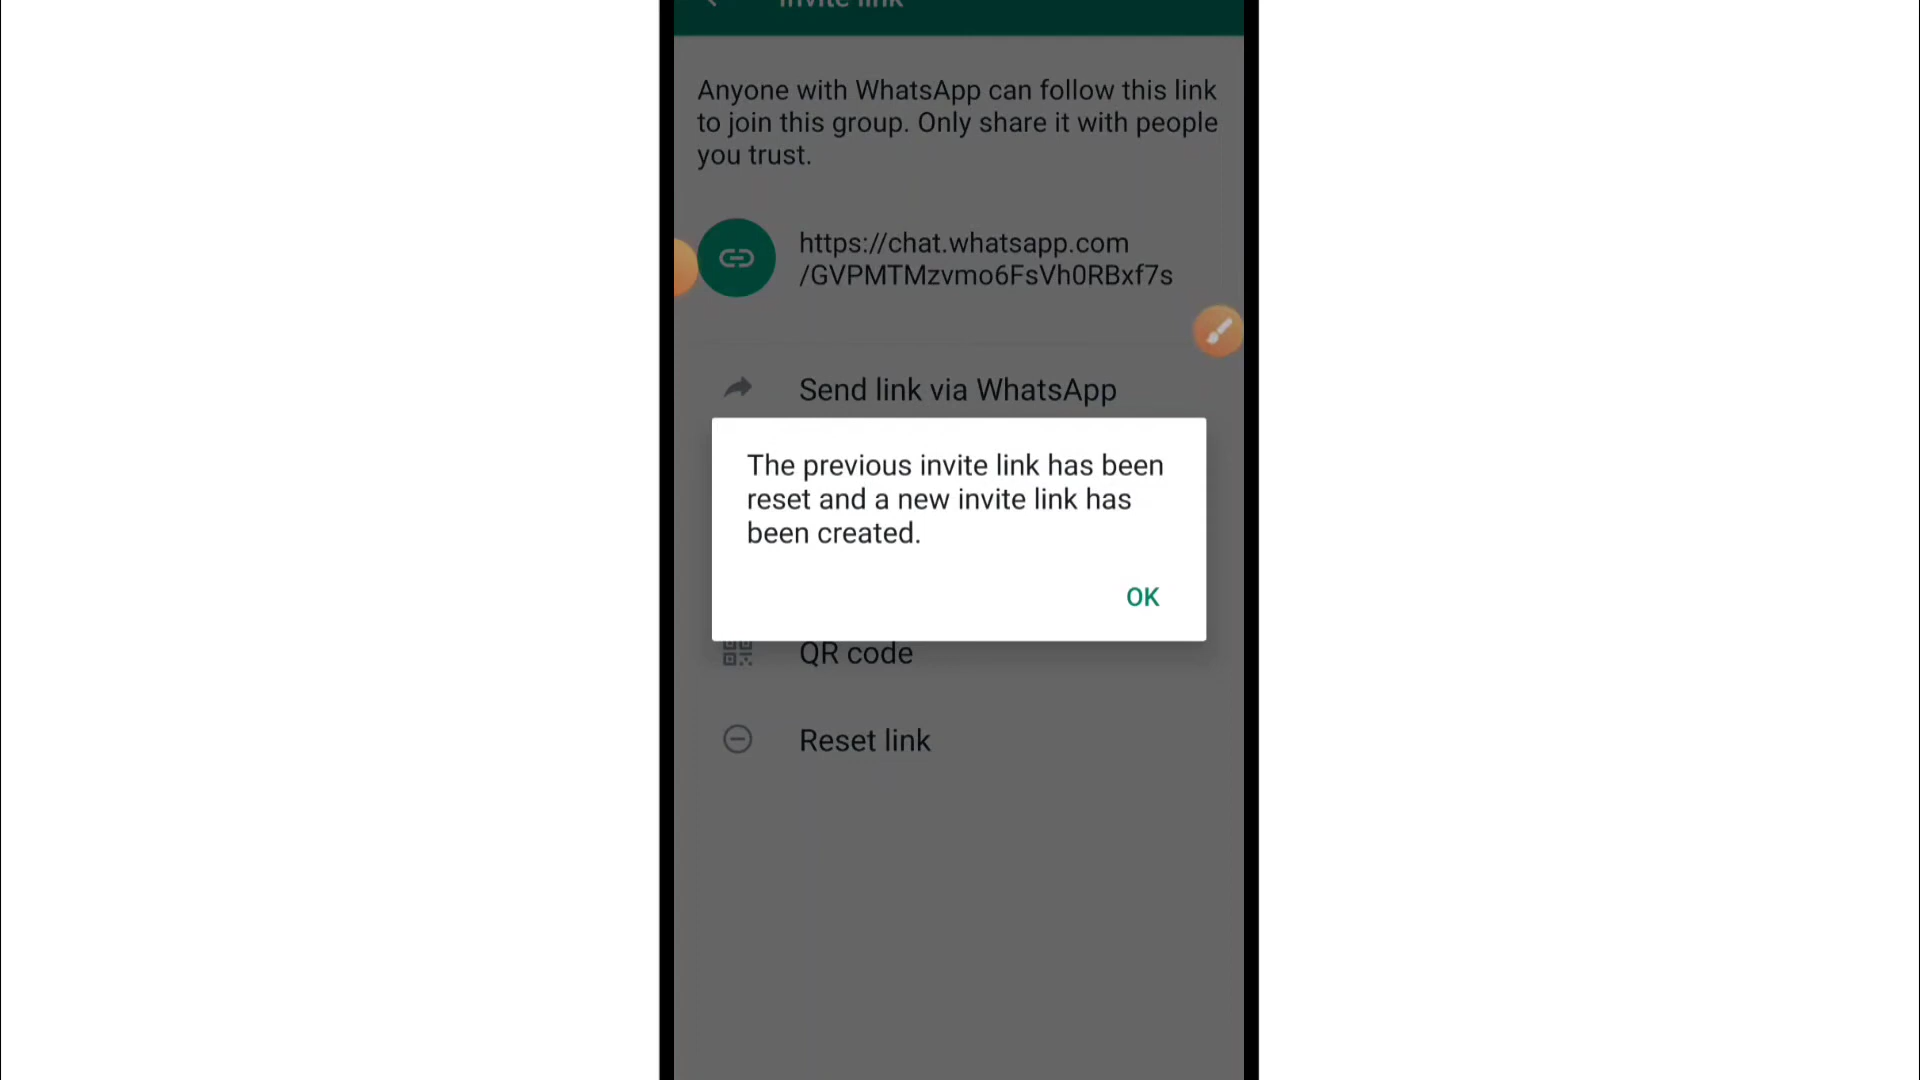 Invite link
Anyone with WhatsApp can follow this link
to join this group. Only share it with people
you trust.
https://chat.whatsapp.com
/GVPMTMzvmo6FsVh0RBxf7s
Send link via WhatsApp
The previous invite link has been
reset and a new invite link has
been created.
OK
QR code
Reset link